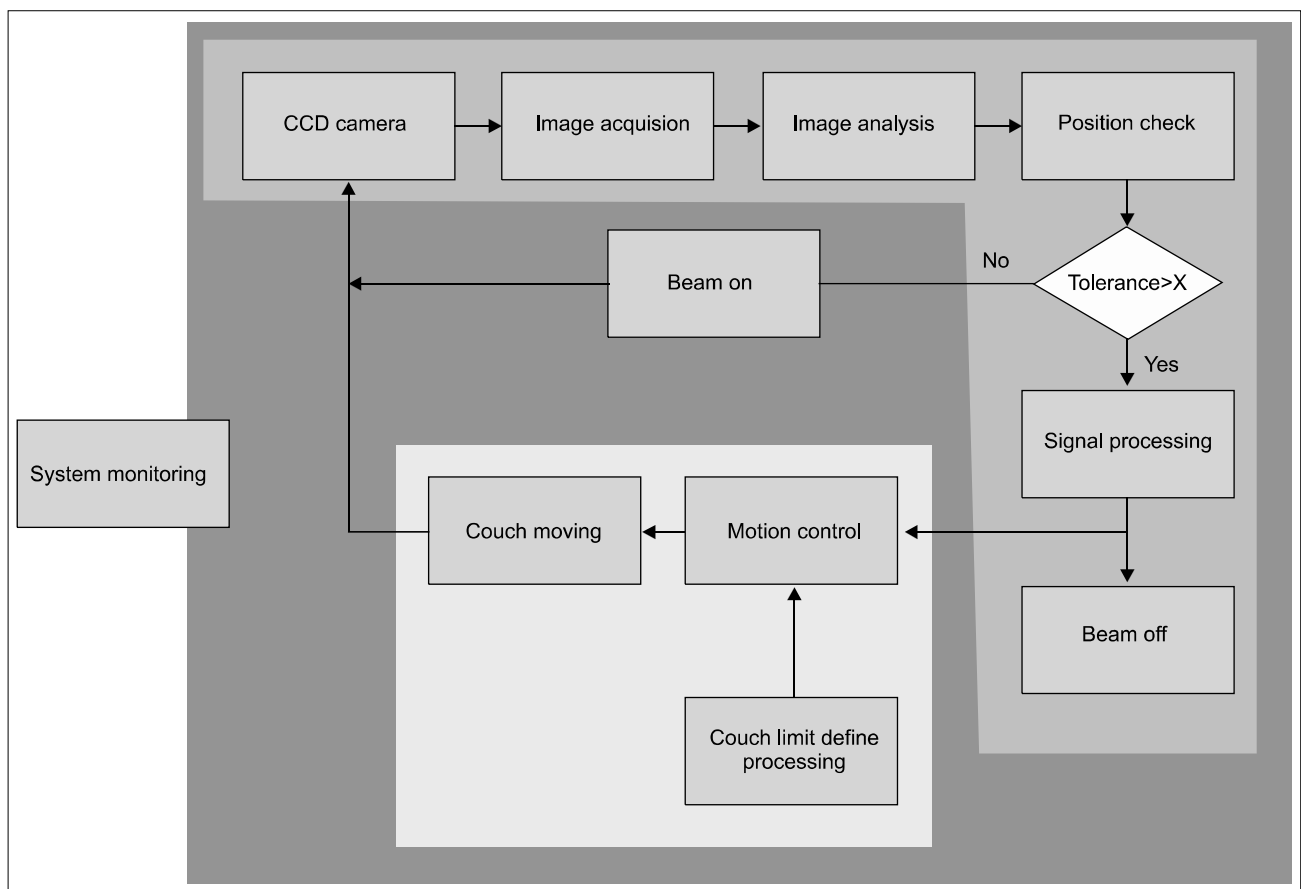 CCD camera
Image acquision
Image analysis
Position check
Beam on
No
Tolerance>X
Yes
Signal processing
System monitoring
Couch moving
Motion control
Beam off
Couch limit define
processing